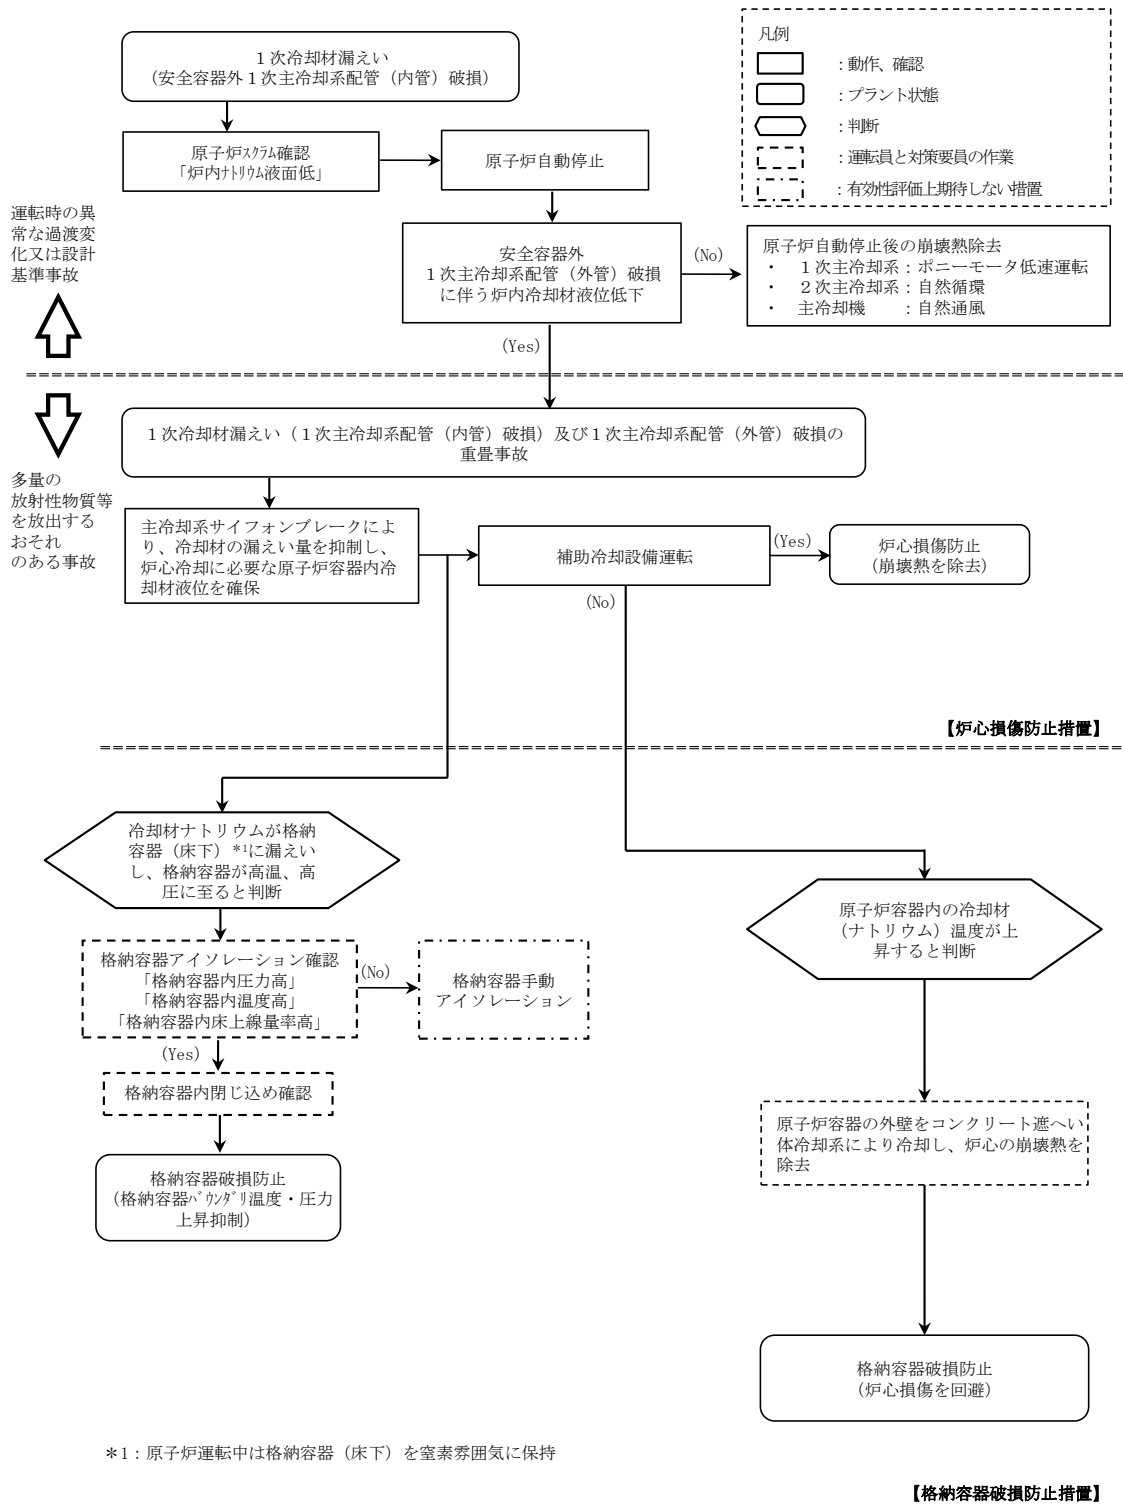 凡例
：動作、確認
：プラント状態
：判断
：運転員と対策要員の作業
：有効性評価上期待しない措置
１次冷却材漏えい
（安全容器外１次主冷却系配管（内管）破損）
原子炉ｽｸﾗﾑ確認
「炉内ﾅﾄﾘｳﾑ液面低」
原子炉自動停止
運転時の異
常な過渡変
化又は設計
基準事故
安全容器外
１次主冷却系配管（外管）破損
に伴う炉内冷却材液位低下
(No)
原子炉自動停止後の崩壊熱除去
・　１次主冷却系：ポニーモータ低速運転
・　２次主冷却系：自然循環
・　主冷却機　　：自然通風
(Yes)
１次冷却材漏えい（１次主冷却系配管（内管）破損）及び１次主冷却系配管（外管）破損の
重畳事故
多量の
放射性物質等
を放出する
おそれ
のある事故
主冷却系サイフォンブレークによ
り、冷却材の漏えい量を抑制し、
炉心冷却に必要な原子炉容器内冷
却材液位を確保
補助冷却設備運転
(Yes)
炉心損傷防止
（崩壊熱を除去）
(No)
【炉心損傷防止措置】
冷却材ナトリウムが格納
容器（床下）*1に漏えい
し、格納容器が高温、高
圧に至ると判断
原子炉容器内の冷却材
（ナトリウム）温度が上
昇すると判断
格納容器アイソレーション確認
「格納容器内圧力高」
「格納容器内温度高」
「格納容器内床上線量率高」
(No)
格納容器手動
アイソレーション
(Yes)
格納容器内閉じ込め確認
原子炉容器の外壁をコンクリート遮へい
体冷却系により冷却し、炉心の崩壊熱を
除去
格納容器破損防止
（格納容器ﾊﾞｳﾝﾀﾞﾘ温度・圧力
上昇抑制）
格納容器破損防止
（炉心損傷を回避）
＊1：原子炉運転中は格納容器（床下）を窒素雰囲気に保持
【格納容器破損防止措置】